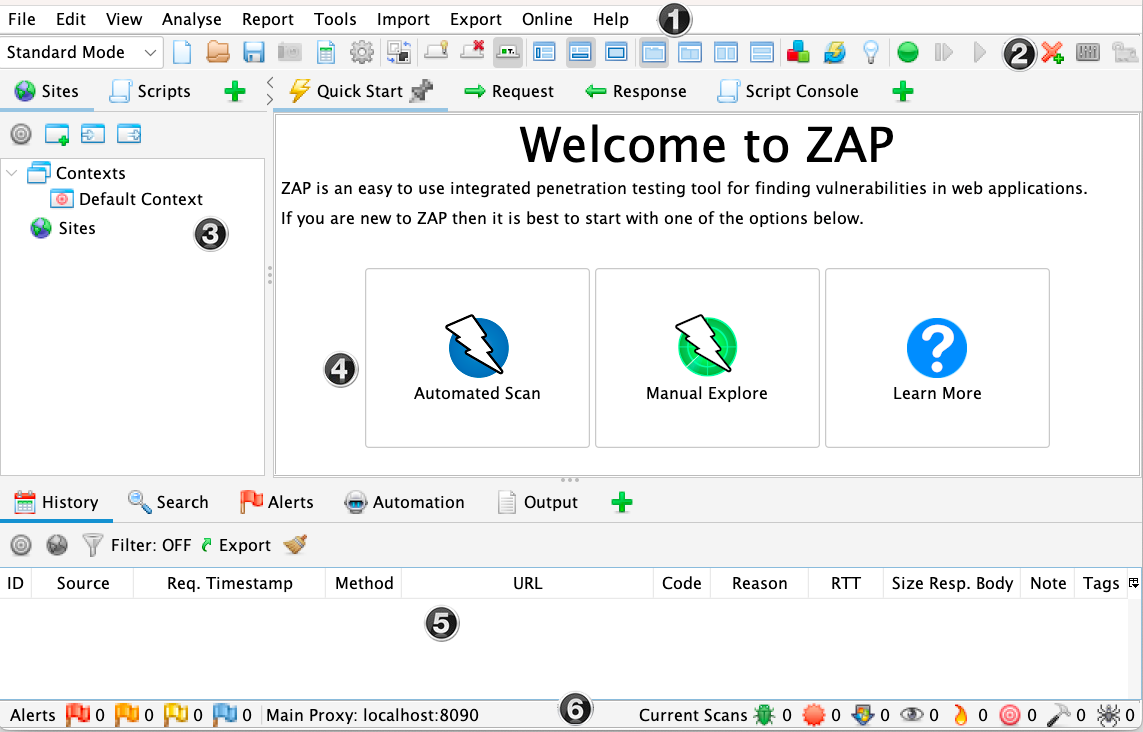 File Edit View Analyse Report Tools Import Export Online Help 1
Standard Mode 2
Sites Scripts Quick Start Request Response Script Console
Welcome to ZAP
ZAP is an easy to use integrated penetration testing tool for finding vulnerabilities in web applications.
If you are new to ZAP then it is best to start with one of the options below.
Contexts
Default Context
Sites 3
4
Automated Scan Manual Explore Learn More
History Search Alerts Automation Output
Filter: OFF Export
ID Source Req. Timestamp Method URL Code Reason RTT Size Resp. Body Note Tags
5
Alerts 0 0 0 0 Main Proxy: localhost:8090 6 Current Scans 0 0 0 0 0 0 0 0